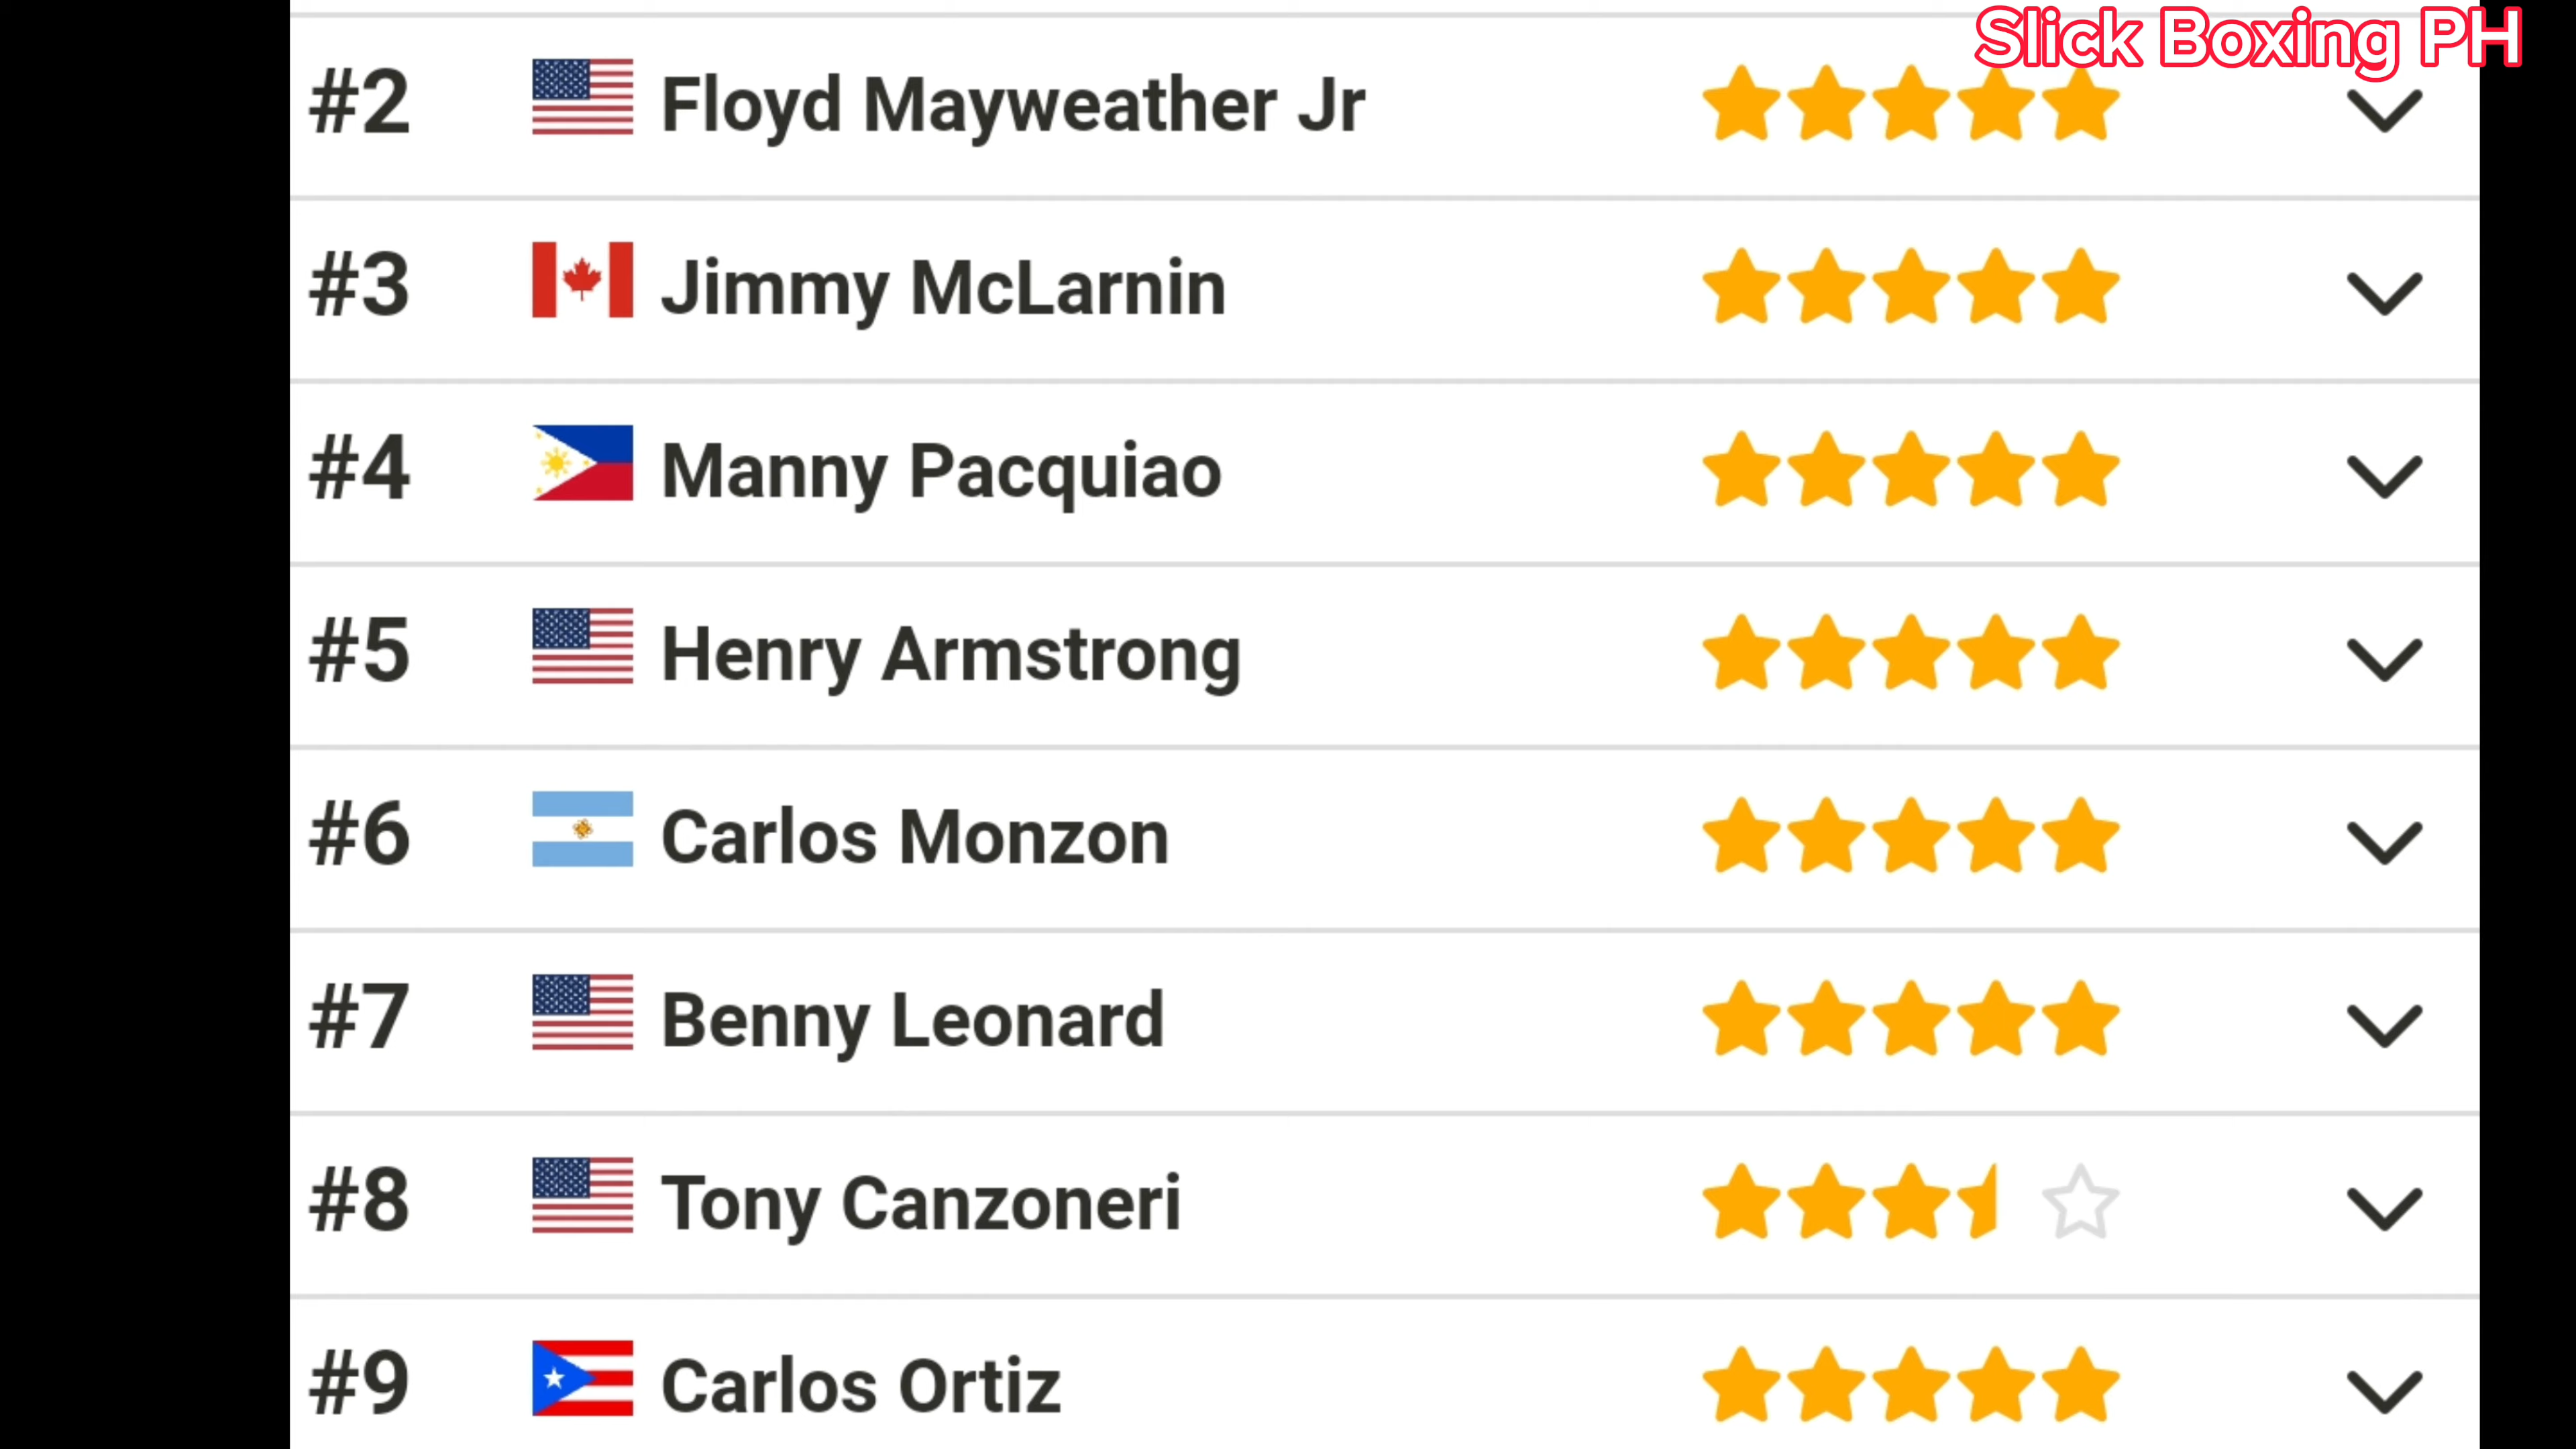 Slick Boxing PH
#2 Floyd Mayweather Jr
#3 Jimmy McLarnin
#4 Manny Pacquiao
#5 Henry Armstrong
#6 Carlos Monzon
#7 Benny Leonard
#8 Tony Canzoneri
#9 Carlos Ortiz